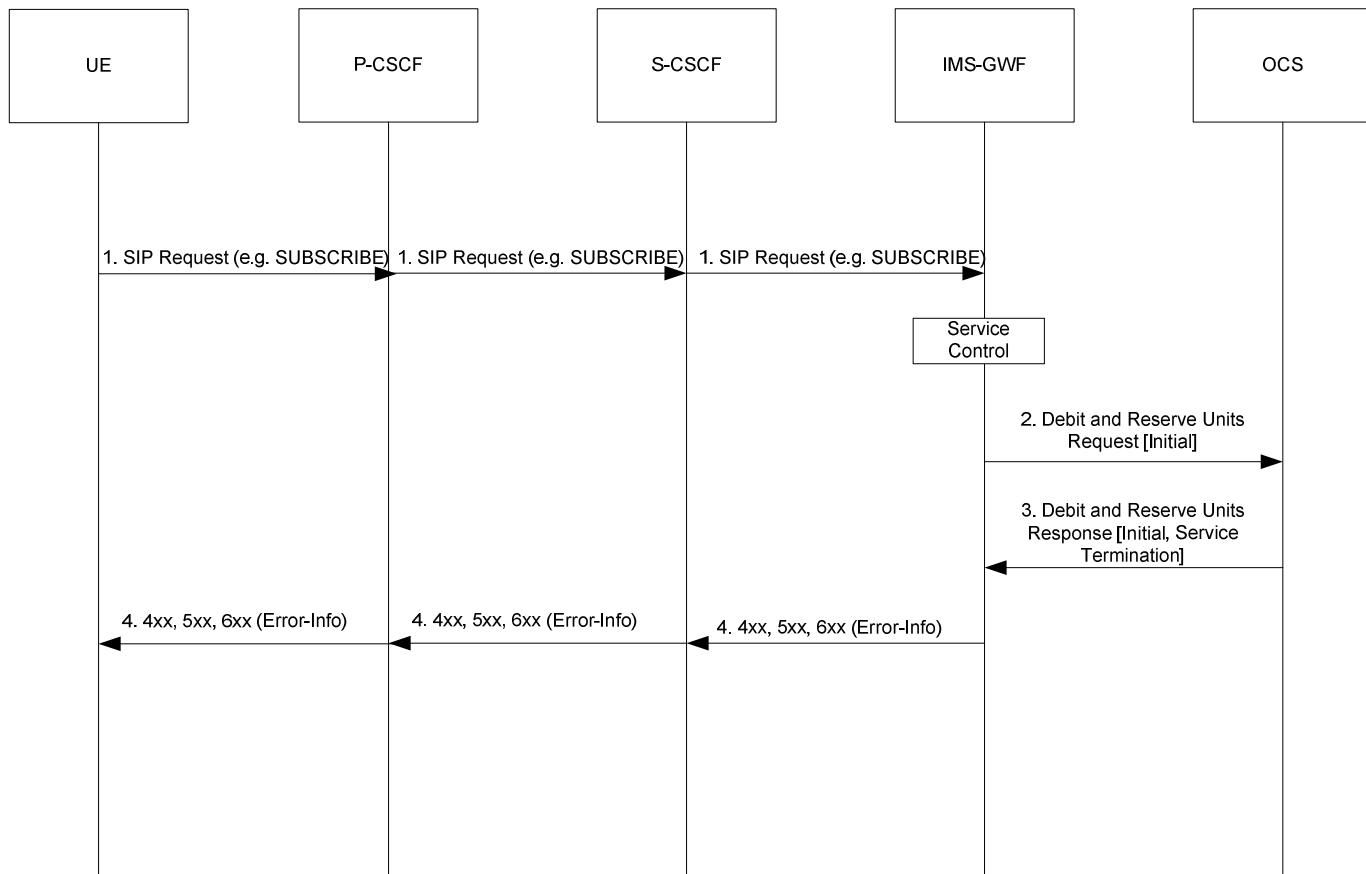 UE
P-CSCF
S-CSCF
IMS-GWF
OCS
1. SIP Request (e.g. SUBSCRIBE)
1. SIP Request (e.g. SUBSCRIBE)
1. SIP Request (e.g. SUBSCRIBE)
Service
Control
2. Debit and Reserve Units
Request [Initial]
3. Debit and Reserve Units
Response [Initial, Service
Termination]
4. 4xx, 5xx, 6xx (Error-Info)
4. 4xx, 5xx, 6xx (Error-Info)
4. 4xx, 5xx, 6xx (Error-Info)